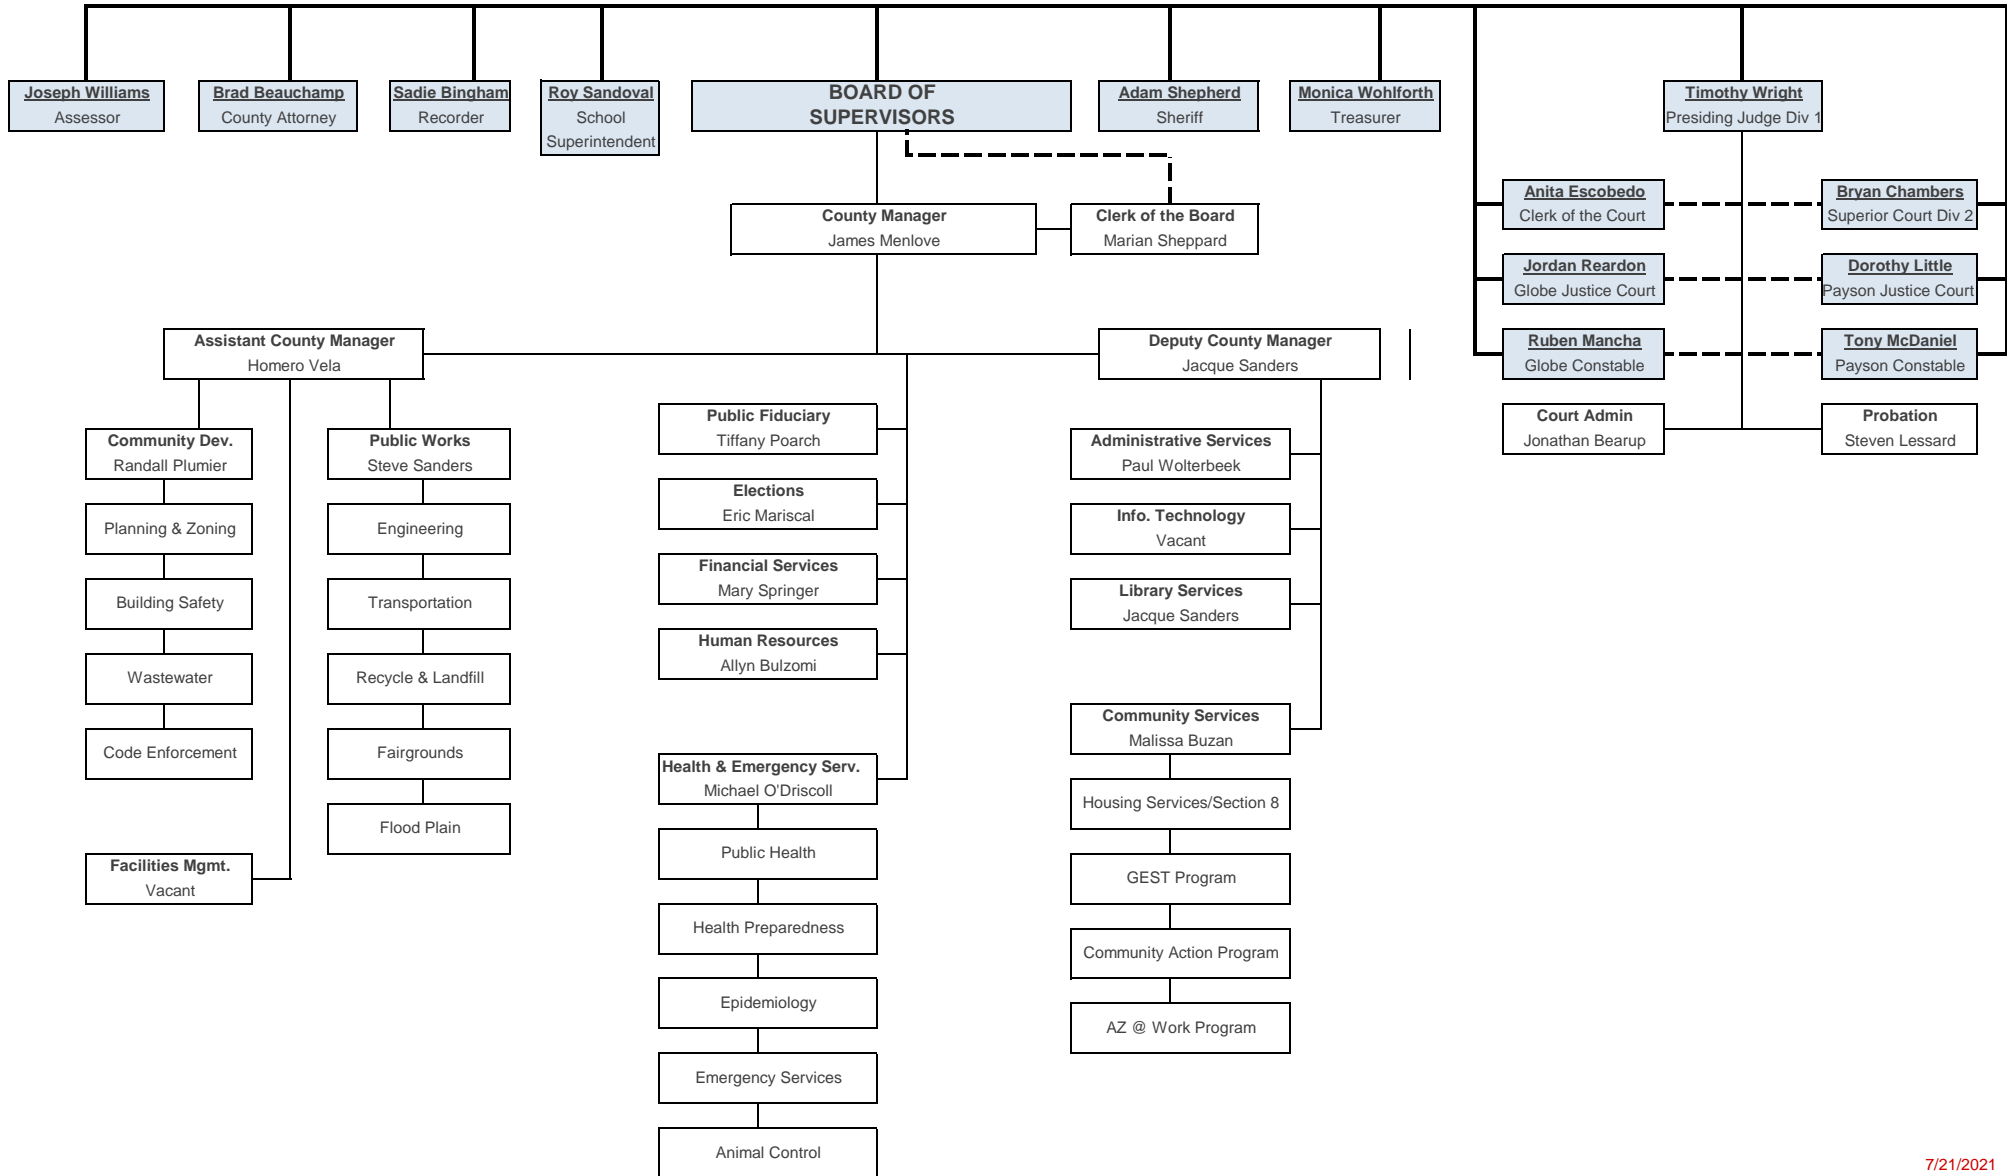 Joseph Williams
Assessor
Brad Beauchamp
County Attorney
Sadie Bingham
Recorder
Roy Sandoval
School
Superintendent
BOARD OF
SUPERVISORS
Adam Shepherd
Sheriff
Monica Wohlforth
Treasurer
Timothy Wright
Presiding Judge Div 1
Anita Escobedo
Clerk of the Court
Bryan Chambers
Superior Court Div 2
County Manager
James Menlove
Clerk of the Board
Marian Sheppard
Jordan Reardon
Globe Justice Court
Dorothy Little
Payson Justice Court
Assistant County Manager
Homero Vela
Deputy County Manager
Jacque Sanders
Ruben Mancha
Globe Constable
Tony McDaniel
Payson Constable
Court Admin
Jonathan Bearup
Probation
Steven Lessard
Community Dev.
Randall Plumier
Planning & Zoning
Building Safety
Wastewater
Code Enforcement
Facilities Mgmt.
Vacant
Public Works
Steve Sanders
Engineering
Transportation
Recycle & Landfill
Fairgrounds
Flood Plain
Public Fiduciary
Tiffany Poarch
Elections
Eric Mariscal
Financial Services
Mary Springer
Human Resources
Allyn Bulzomi
Health & Emergency Serv.
Michael O'Driscoll
Public Health
Health Preparedness
Epidemiology
Emergency Services
Animal Control
Administrative Services
Paul Wolterbeek
Info. Technology
Vacant
Library Services
Jacque Sanders
Community Services
Malissa Buzan
Housing Services/Section 8
GEST Program
Community Action Program
AZ @ Work Program
7/21/2021